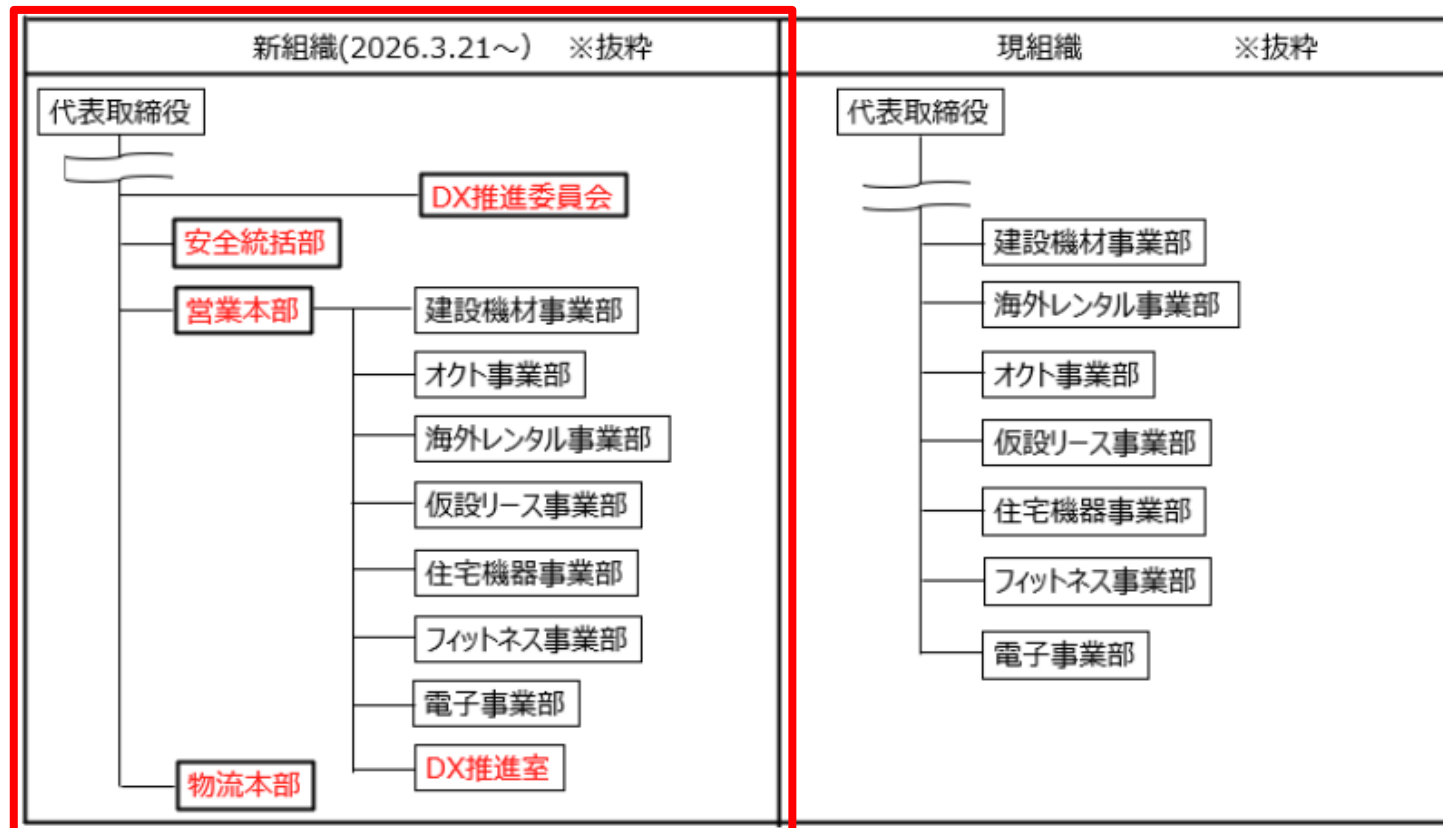 新組織(2026.3.21～) ※抜粋
代表取締役
DX推進委員会
安全統括部
営業本部
建設機材事業部
オクト事業部
海外レンタル事業部
仮設リース事業部
住宅機器事業部
フィットネス事業部
電子事業部
DX推進室
物流本部
現組織 ※抜粋
代表取締役
建設機材事業部
海外レンタル事業部
オクト事業部
仮設リース事業部
住宅機器事業部
フィットネス事業部
電子事業部